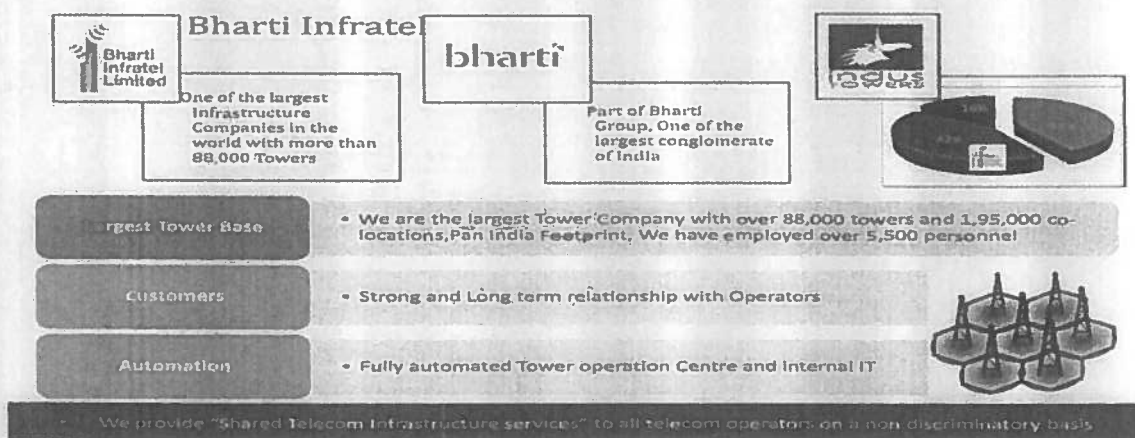 Bharti Infratel
Bharti
Infratel
Limited
bharti
indus
TOWERS
One of the largest
Infrastructure
Companies in the
world with more than
88,000 Towers
Part of Bharti
Group, One of the
largest conglomerate
of India
16%
42%
rgest Tower Base
• We are the largest Tower Company with over 88,000 towers and 1,95,000 co-
locations,Pan India Footprint, We have employed over 5,500 personnel
Customers
• Strong and Long term relationship with Operators
Automation
• Fully automated Tower operation Centre and Internal IT
We provide "Shared Telecom Infrastructure services" to all telecom operators on a non discriminatory basis